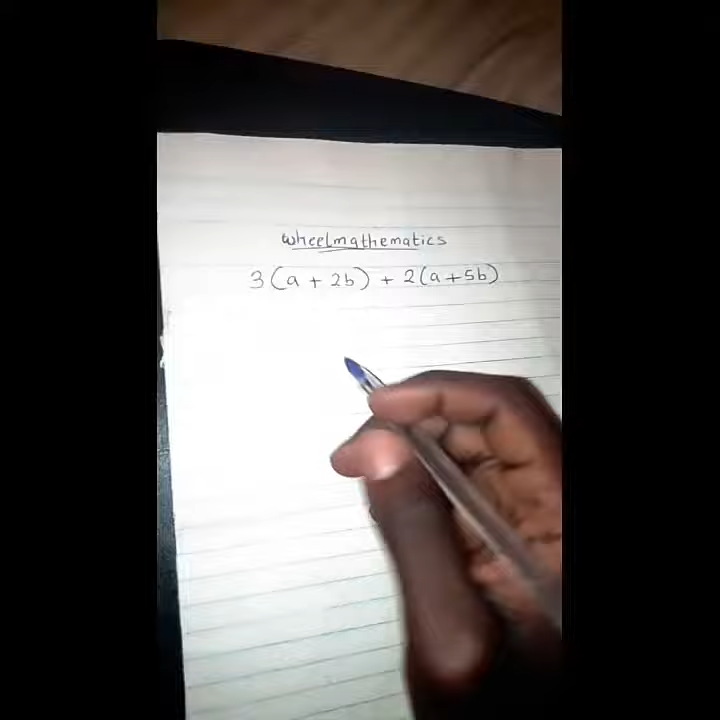 wheelmathematics
3(a + 2b) + 2(a+5b)